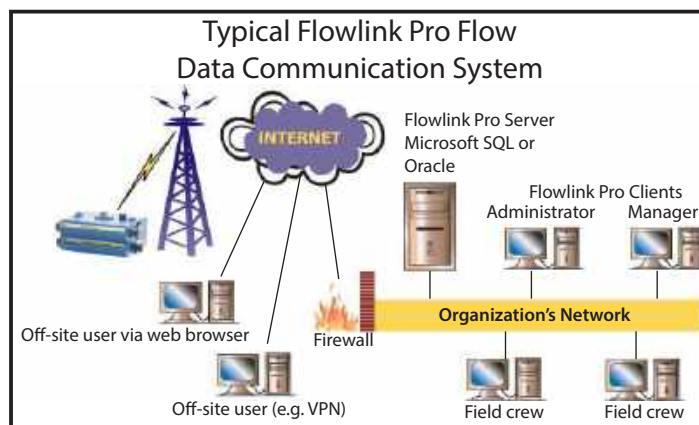 Typical Flowlink Pro Flow
Data Communication System
INTERNET
Flowlink Pro Server
Microsoft SQL or
Oracle
Flowlink Pro Clients
Administrator
Manager
Off-site user via web browser
Firewall
Organization's Network
Off-site user (e.g. VPN)
Field crew
Field crew